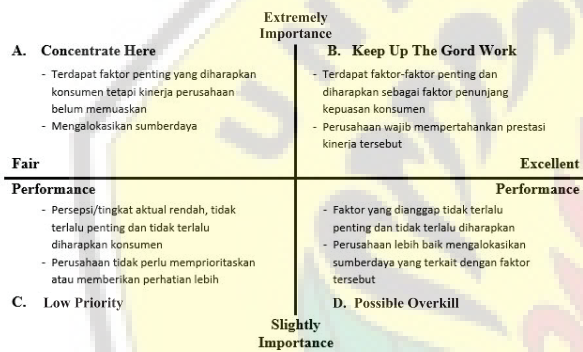 Extremely
Importance
A. Concentrate Here
- Terdapat faktor penting yang diharapkan
konsumen tetapi kinerja perusahaan
belum memuaskan
- Mengalokasikan sumberdaya
B. Keep Up The Gord Work
- Terdapat faktor-faktor penting dan
diharapkan sebagai faktor penunjang
kepuasan konsumen
- Perusahaan wajib mempertahankan prestasi
kinerja tersebut
Fair
Performance
Excellent
Performance
- Persepsi/tingkat aktual rendah, tidak
terlalu penting dan tidak terlalu
diharapkan konsumen
- Perusahaan tidak perlu memprioritaskan
atau memberikan perhatian lebih
C. Low Priority
- Faktor yang dianggap tidak terlalu
penting dan tidak terlalu diharapkan
- Perusahaan lebih baik mengalokasikan
sumberdaya yang terkait dengan faktor
tersebut
D. Possible Overkill
Slightly
Importance